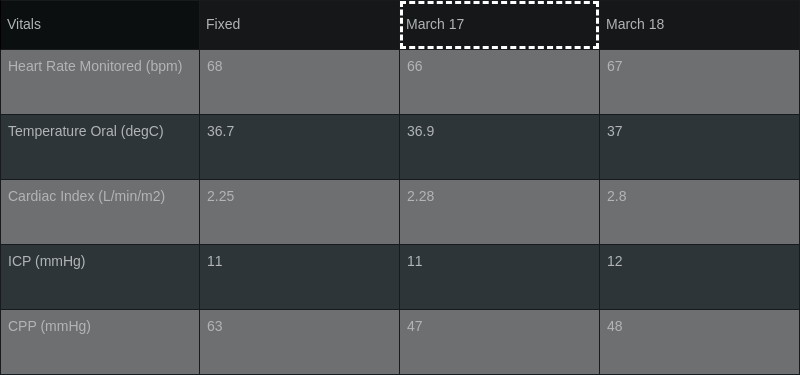 Vitals Fixed March 17 March 18
Heart Rate Monitored (bpm) 68 66 67
Temperature Oral (degC) 36.7 36.9 37
Cardiac Index (L/min/m2) 2.25 2.28 2.8
ICP (mmHg) 11 11 12
CPP (mmHg) 63 47 48